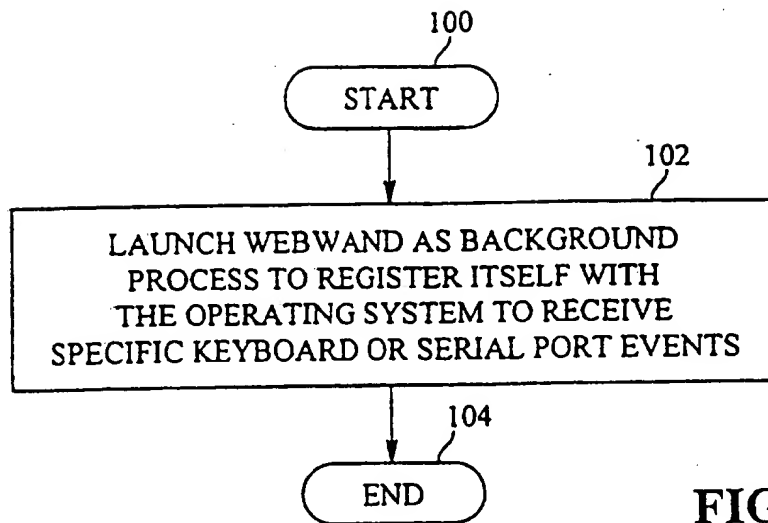 100
START
102
LAUNCH WEBWAND AS BACKGROUND
PROCESS TO REGISTER ITSELF WITH
THE OPERATING SYSTEM TO RECEIVE
SPECIFIC KEYBOARD OR SERIAL PORT EVENTS
104
END
FIG